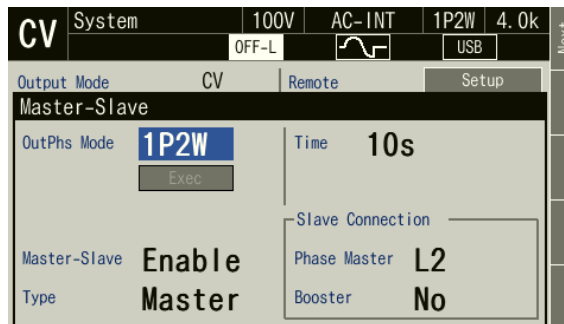 CV System 100V AC-INT 1P2W 4.0k
OFF-L USB
Next
Output Mode CV Remote Setup
Master-Slave
OutPhs Mode 1P2W Time 10s
Exec
Slave Connection
Master-Slave Enable Phase Master L2
Type Master Booster No